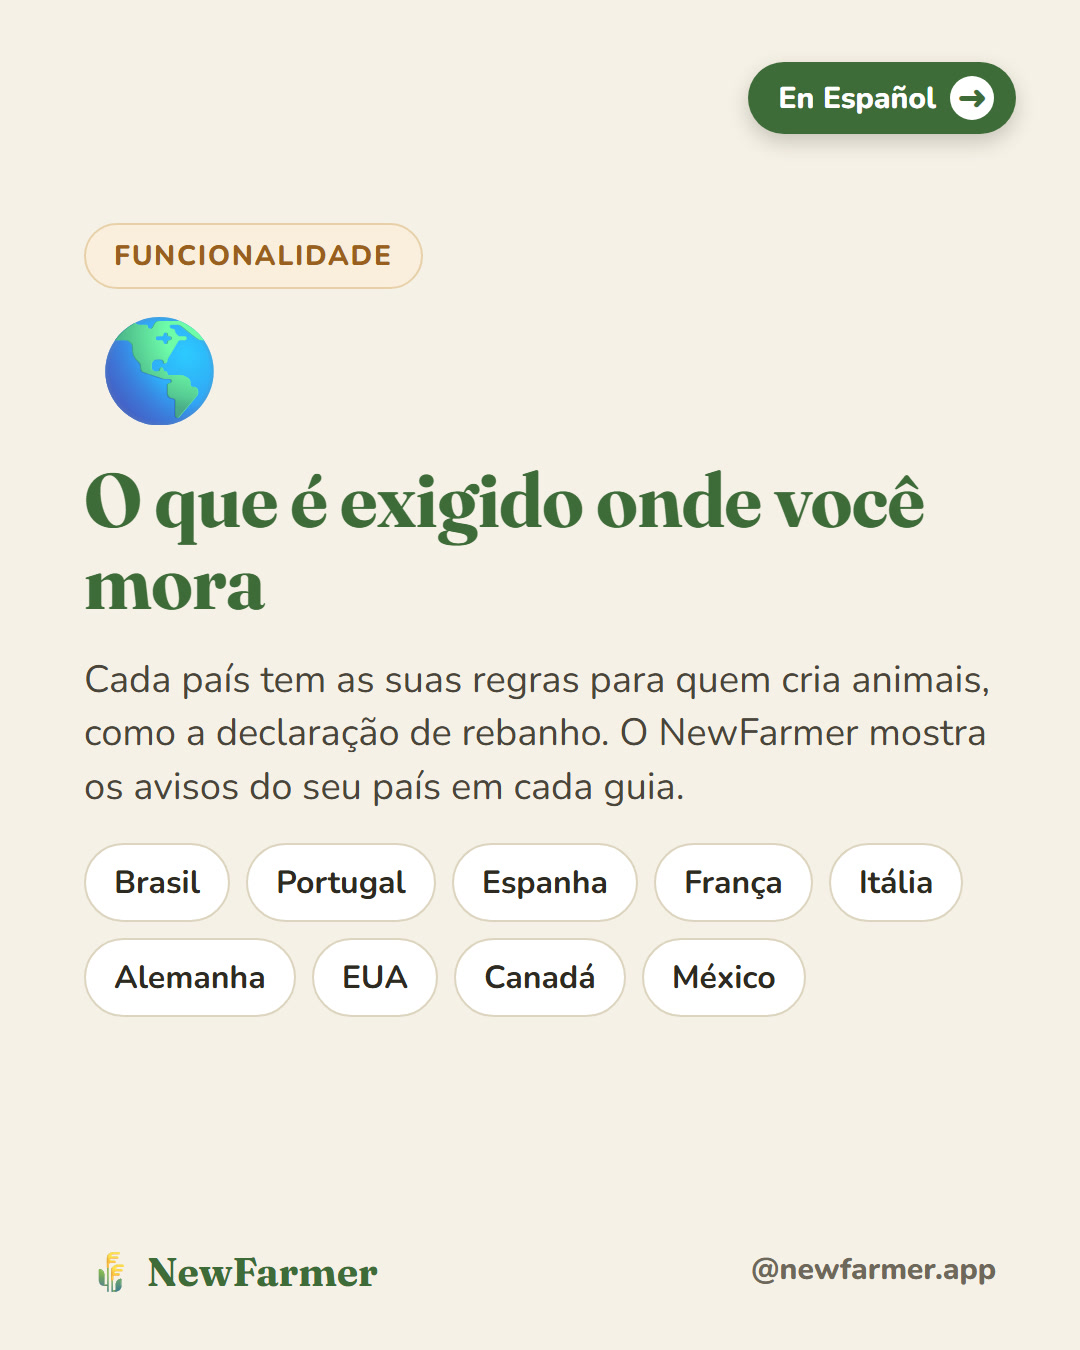 En Español
FUNCIONALIDADE
O que é exigido onde você
mora
Cada país tem as suas regras para quem cria animais,
como a declaração de rebanho. O NewFarmer mostra
os avisos do seu país em cada guia.
Brasil Portugal Espanha França Itália
Alemanha EUA Canadá México
NewFarmer @newfarmer.app